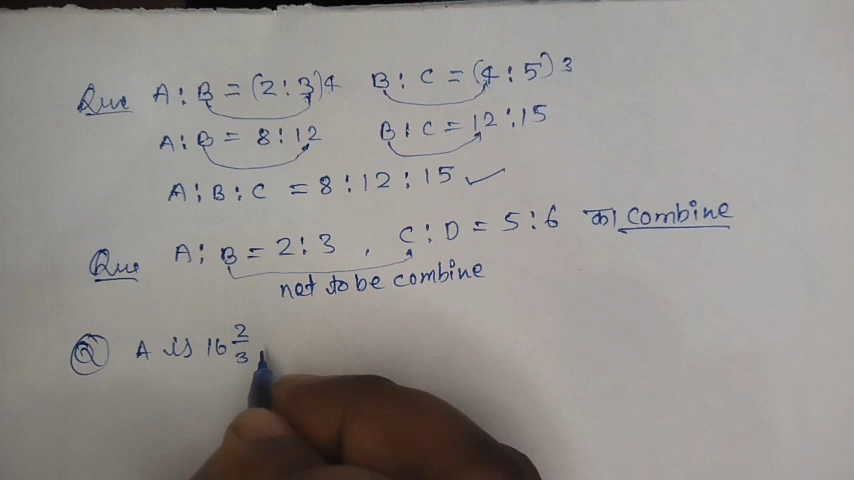 Que A:B = (2:3)4 B:C = (4:5)3
A:B = 8:12 B:C = 12:15
A:B:C = 8:12:15 ✓
Que A:B = 2:3 , C:D = 5:6 का combine
not to be combine
Q A is 16 2/3